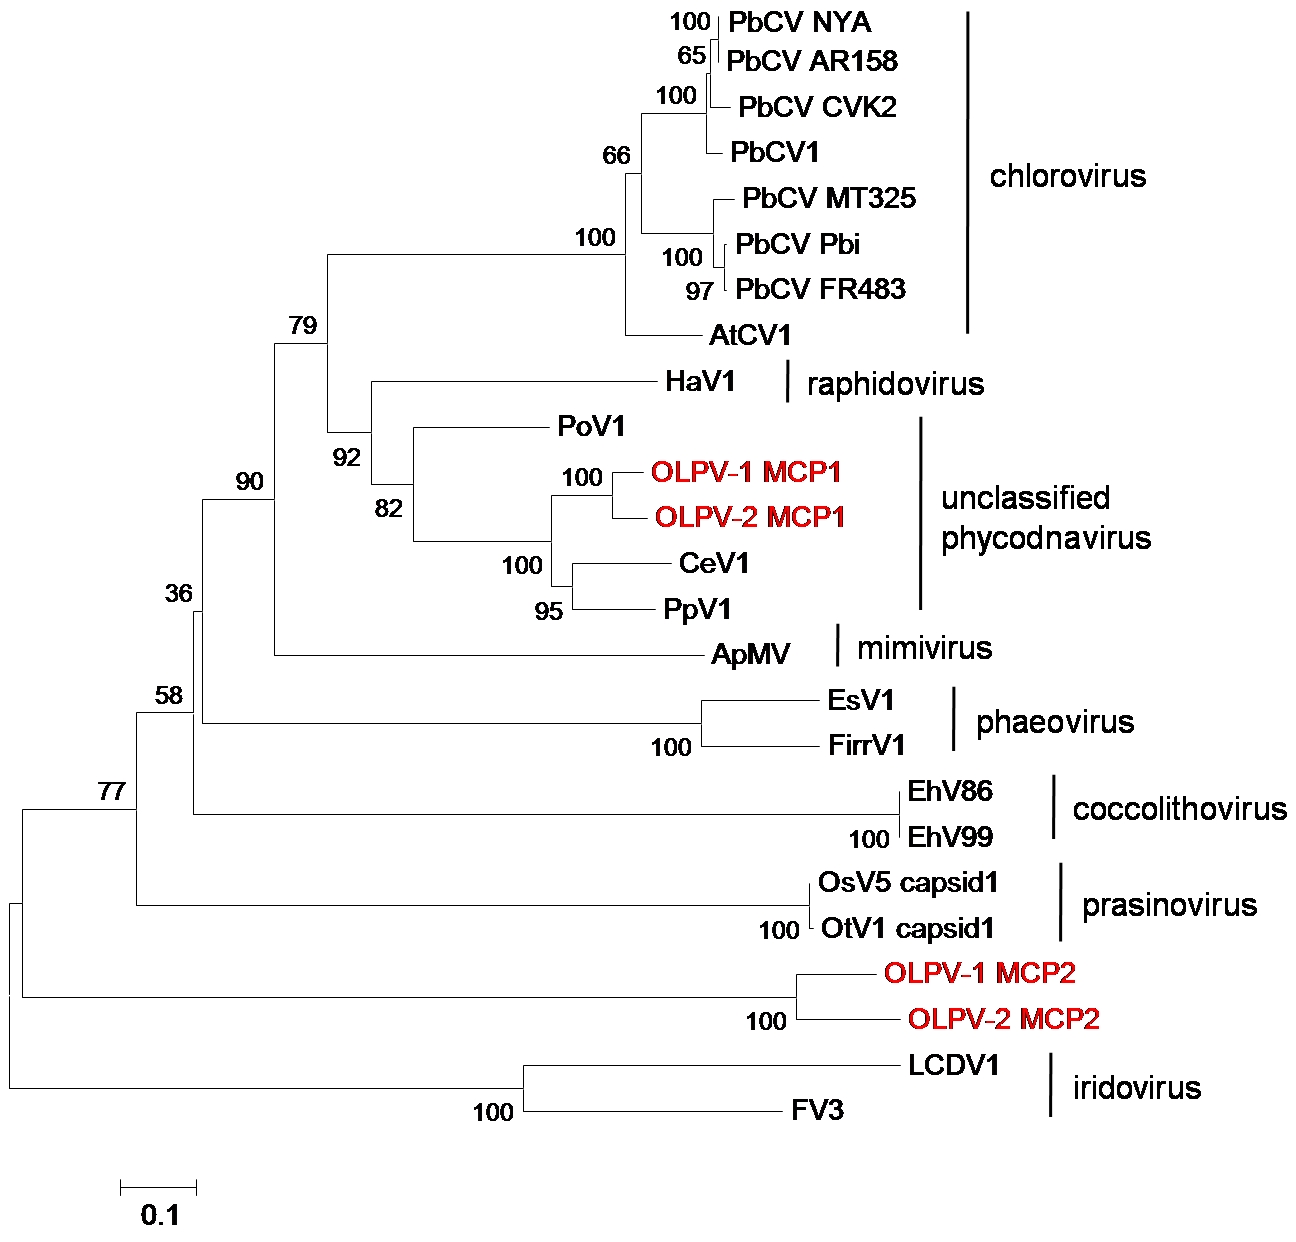 100 PbCV NYA
65 PbCV AR158
100 PbCV CVK2
66 PbCV1
chlorovirus
PbCV MT325
100 PbCV Pbi
100
97 PbCV FR483
79 AtCV1
HaV1 raphidovirus
PoV1
92
OLPV-1 MCP1
100
90
82 OLPV-2 MCP1
unclassified
phycodnavirus
100 CeV1
95 PpV1
36
ApMV mimivirus
58 EsV1
phaeovirus
100 FirrV1
77 EhV86
coccolithovirus
100 EhV99
OsV5 capsid1
prasinovirus
100 OtV1 capsid1
OLPV-1 MCP2
100 OLPV-2 MCP2
LCDV1
iridovirus
100 FV3
0.1